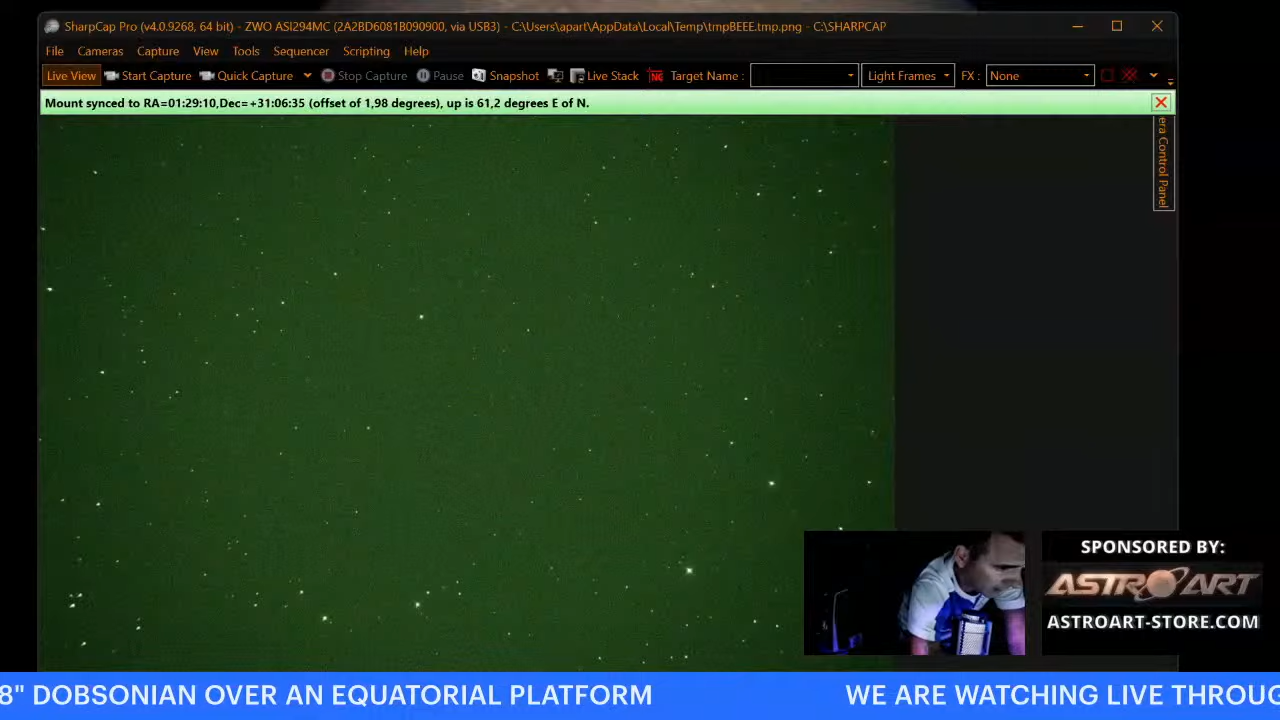 SharpCap Pro (v4.0.9268, 64 bit) - ZWO ASI294MC (2A2BD6081B090900, via USB3) - C:\Users\apart\AppData\Local\Temp\tmpBEEE.tmp.png - C:\SHARPCAP
File Cameras Capture View Tools Sequencer Scripting Help
Live View Start Capture Quick Capture Stop Capture Pause Snapshot Live Stack NG Target Name : Light Frames FX : None
Mount synced to RA=01:29:10,Dec=+31:06:35 (offset of 1,98 degrees), up is 61,2 degrees E of N.
era Control Panel
SPONSORED BY:
ASTROART
ASTROART-STORE.COM
8" DOBSONIAN OVER AN EQUATORIAL PLATFORM WE ARE WATCHING LIVE THROUG